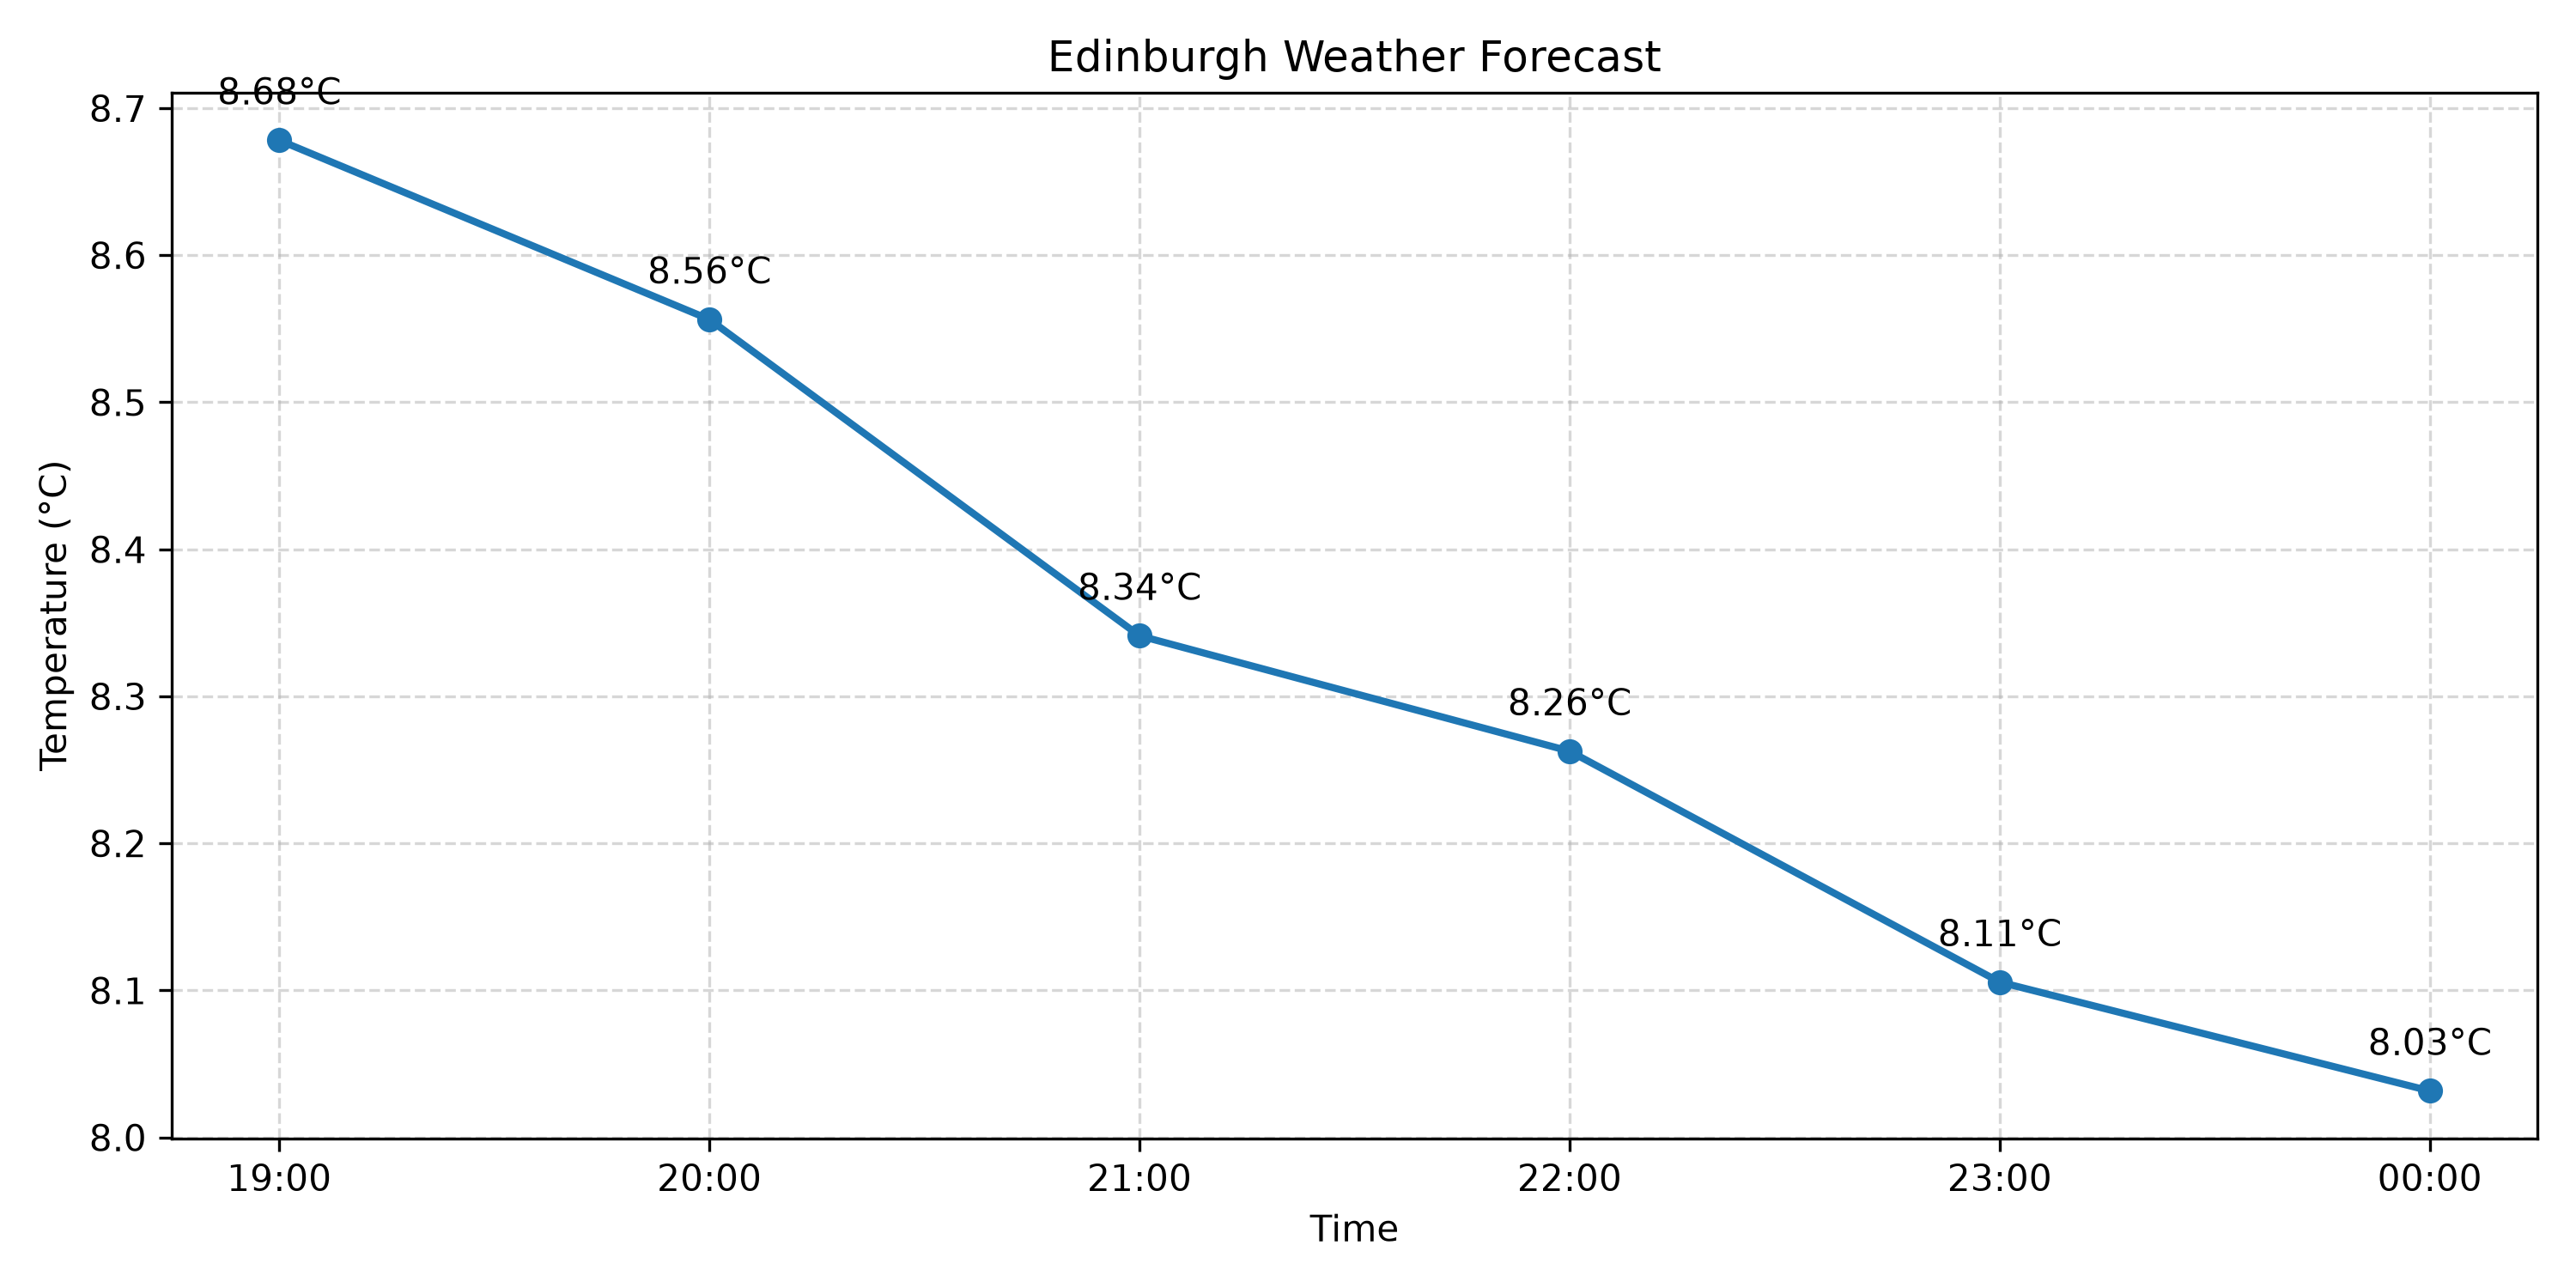 Edinburgh Weather Forecast
8.68°C
8.7
8.6
8.56°C
8.5
8.4
8.34°C
8.3
8.26°C
8.2
8.11°C
8.1
8.03°C
8.0
Temperature (°C)
19:00 20:00 21:00 22:00 23:00 00:00
Time